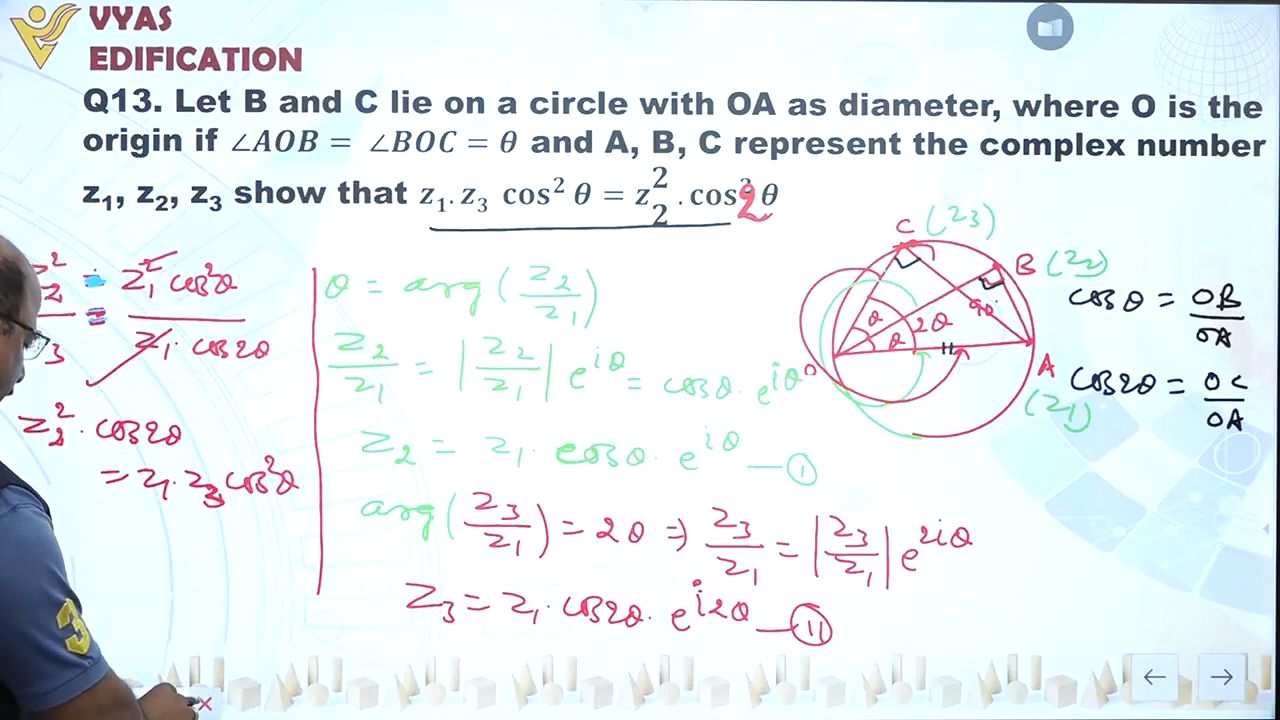 VYAS
EDIFICATION
Q13. Let B and C lie on a circle with OA as diameter, where O is the
origin if ∠AOB = ∠BOC = θ and A, B, C represent the complex number
z₁, z₂, z₃ show that z₁.z₃ cos² θ = z₂² . cos2θ
2
C (z3)
B (z2)
A
(z1)
O
θ
θ
2θ
90°
cosθ = OB/OA
cos2θ = OC/OA
θ = arg(z2/z1)
z2/z1 = |z2/z1| e^iθ = cosθ. e^iθ
z2 = z1. cosθ. e^iθ —(1)
arg(z3/z1) = 2θ ⇒ z3/z1 = |z3/z1| e^2iθ
z3 = z1. cos2θ. e^i2θ —(11)
z2²/3 = z1² cos²θ / z1. cos2θ
z2². cos2θ
= z1. z3 cos²θ
3